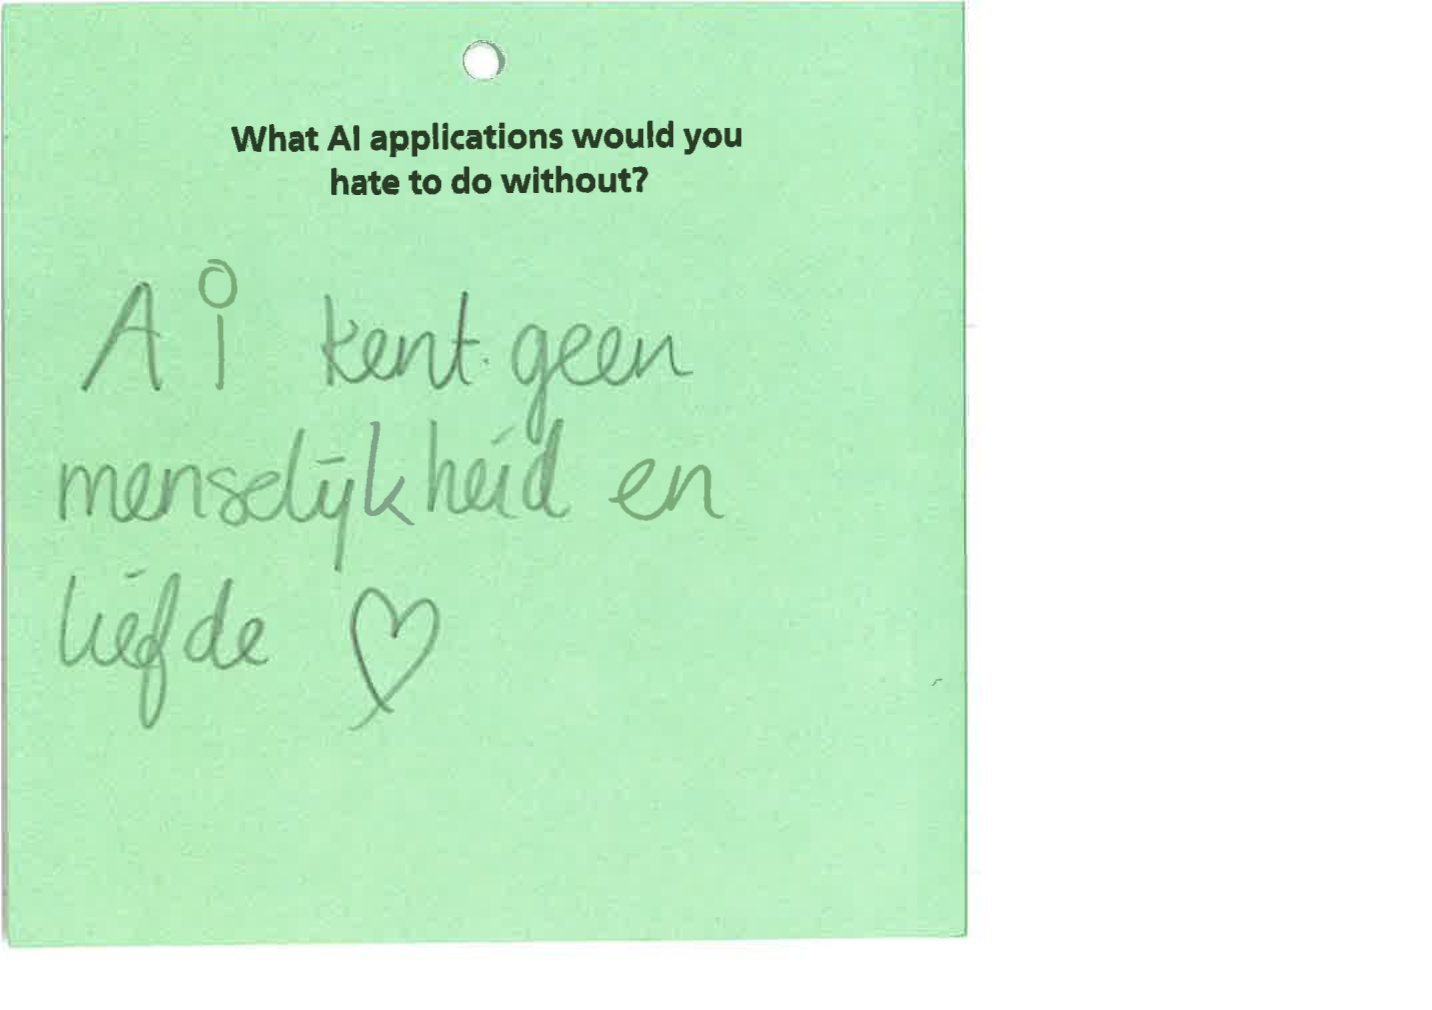 What AI applications would you
hate to do without?
Ai kent geen
menselijkheid en
liefde